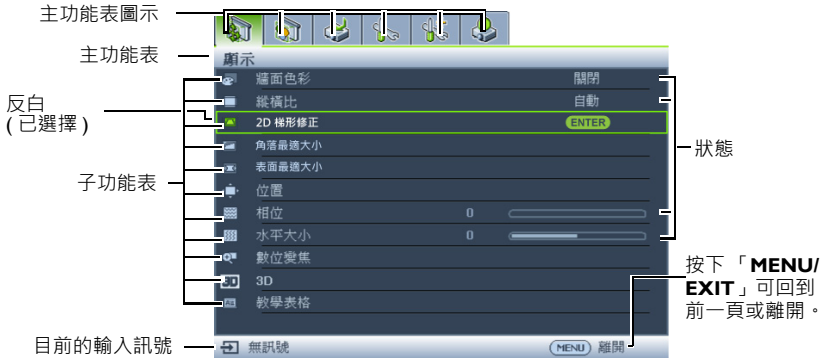 主功能表圖示
主功能表
顯示
牆面色彩 關閉
縱橫比 自動
反白
( 已選擇 )
2D 梯形修正 ENTER
角落最適大小
狀態
表面最適大小
子功能表
位置
相位 0
水平大小 0
數位變焦
3D 3D
教學表格
按下「MENU/
EXIT」可回到
前一頁或離開。
目前的輸入訊號
無訊號 MENU 離開